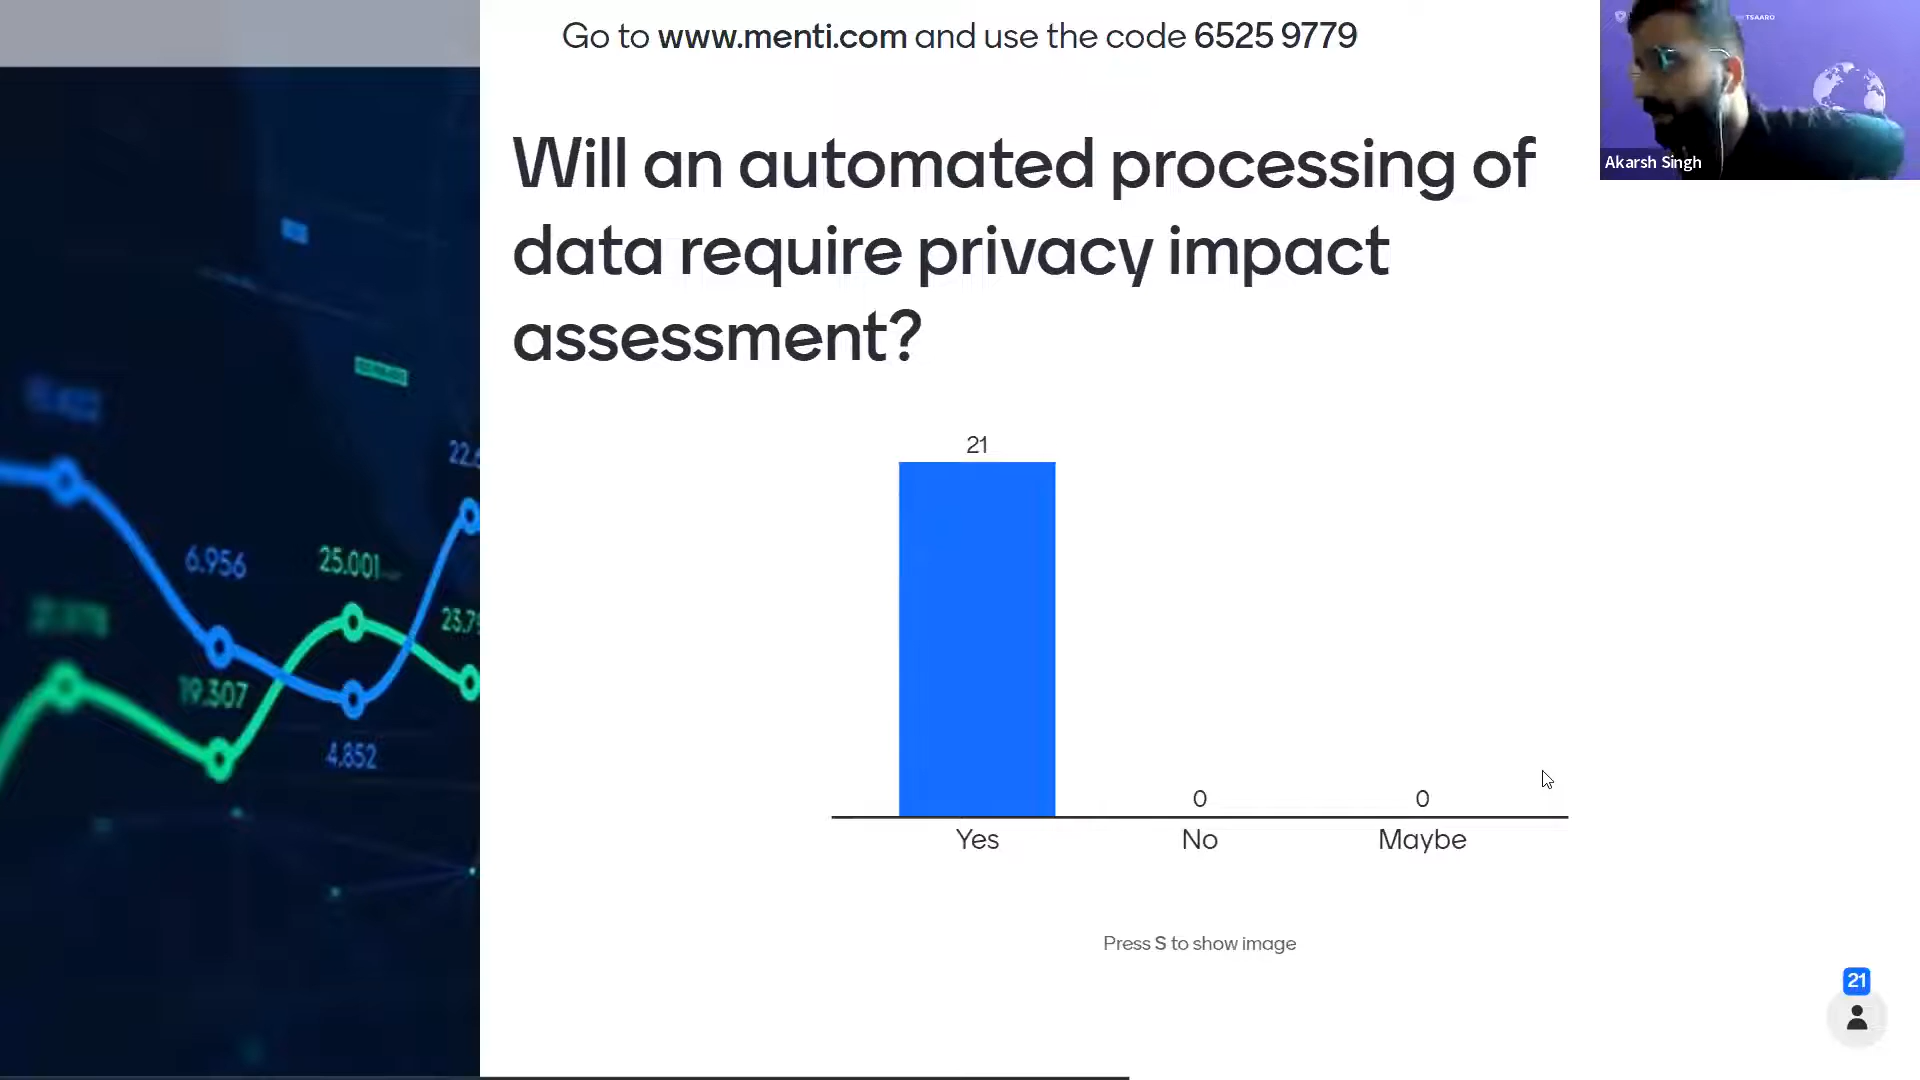 Go to www.menti.com and use the code 6525 9779
TSAARO
Akarsh Singh
Will an automated processing of
data require privacy impact
assessment?
21
0
0
Yes
No
Maybe
Press S to show image
21
6.956
25.001
19.307
4.852